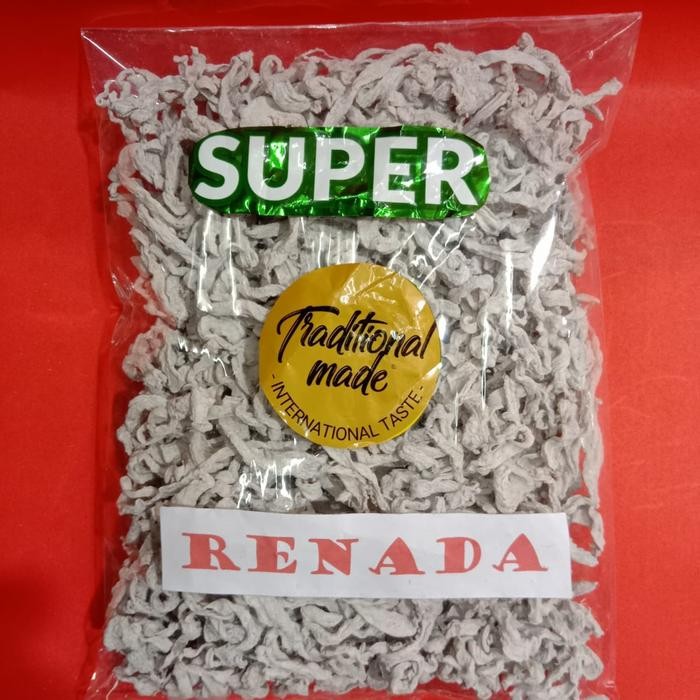 SUPER
Traditional
made
- INTERNATIONAL TASTE -
RENADA